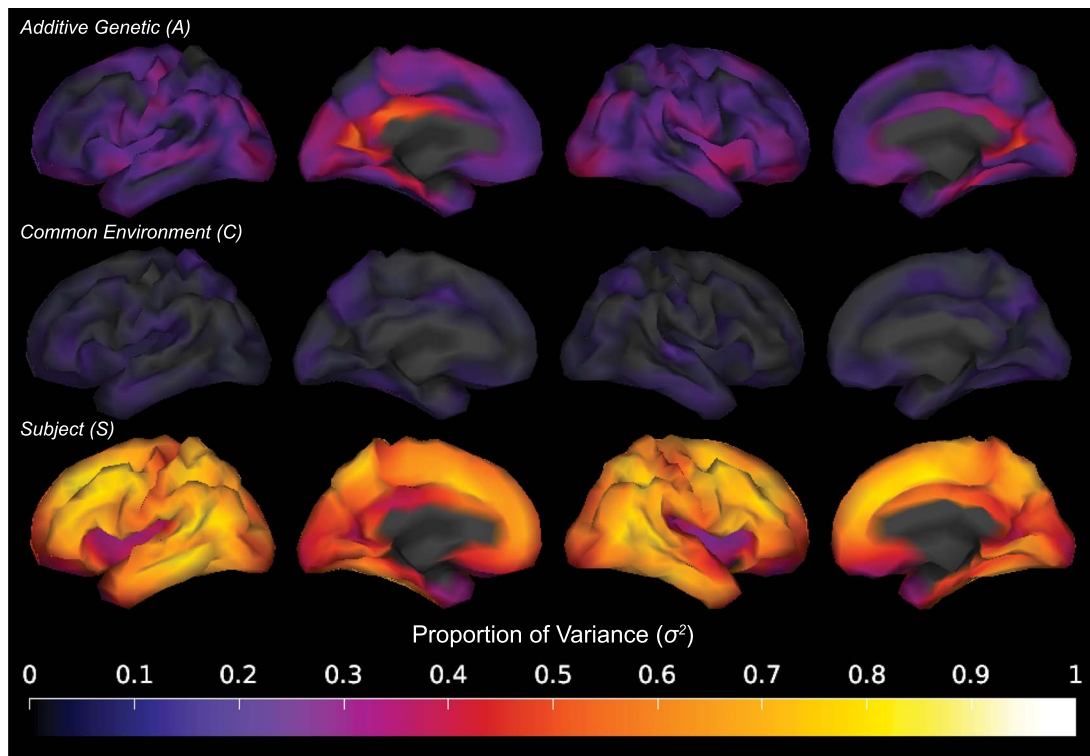 Additive Genetic (A)
Common Environment (C)
Subject (S)
Proportion of Variance (σ²)
0 0.1 0.2 0.3 0.4 0.5 0.6 0.7 0.8 0.9 1